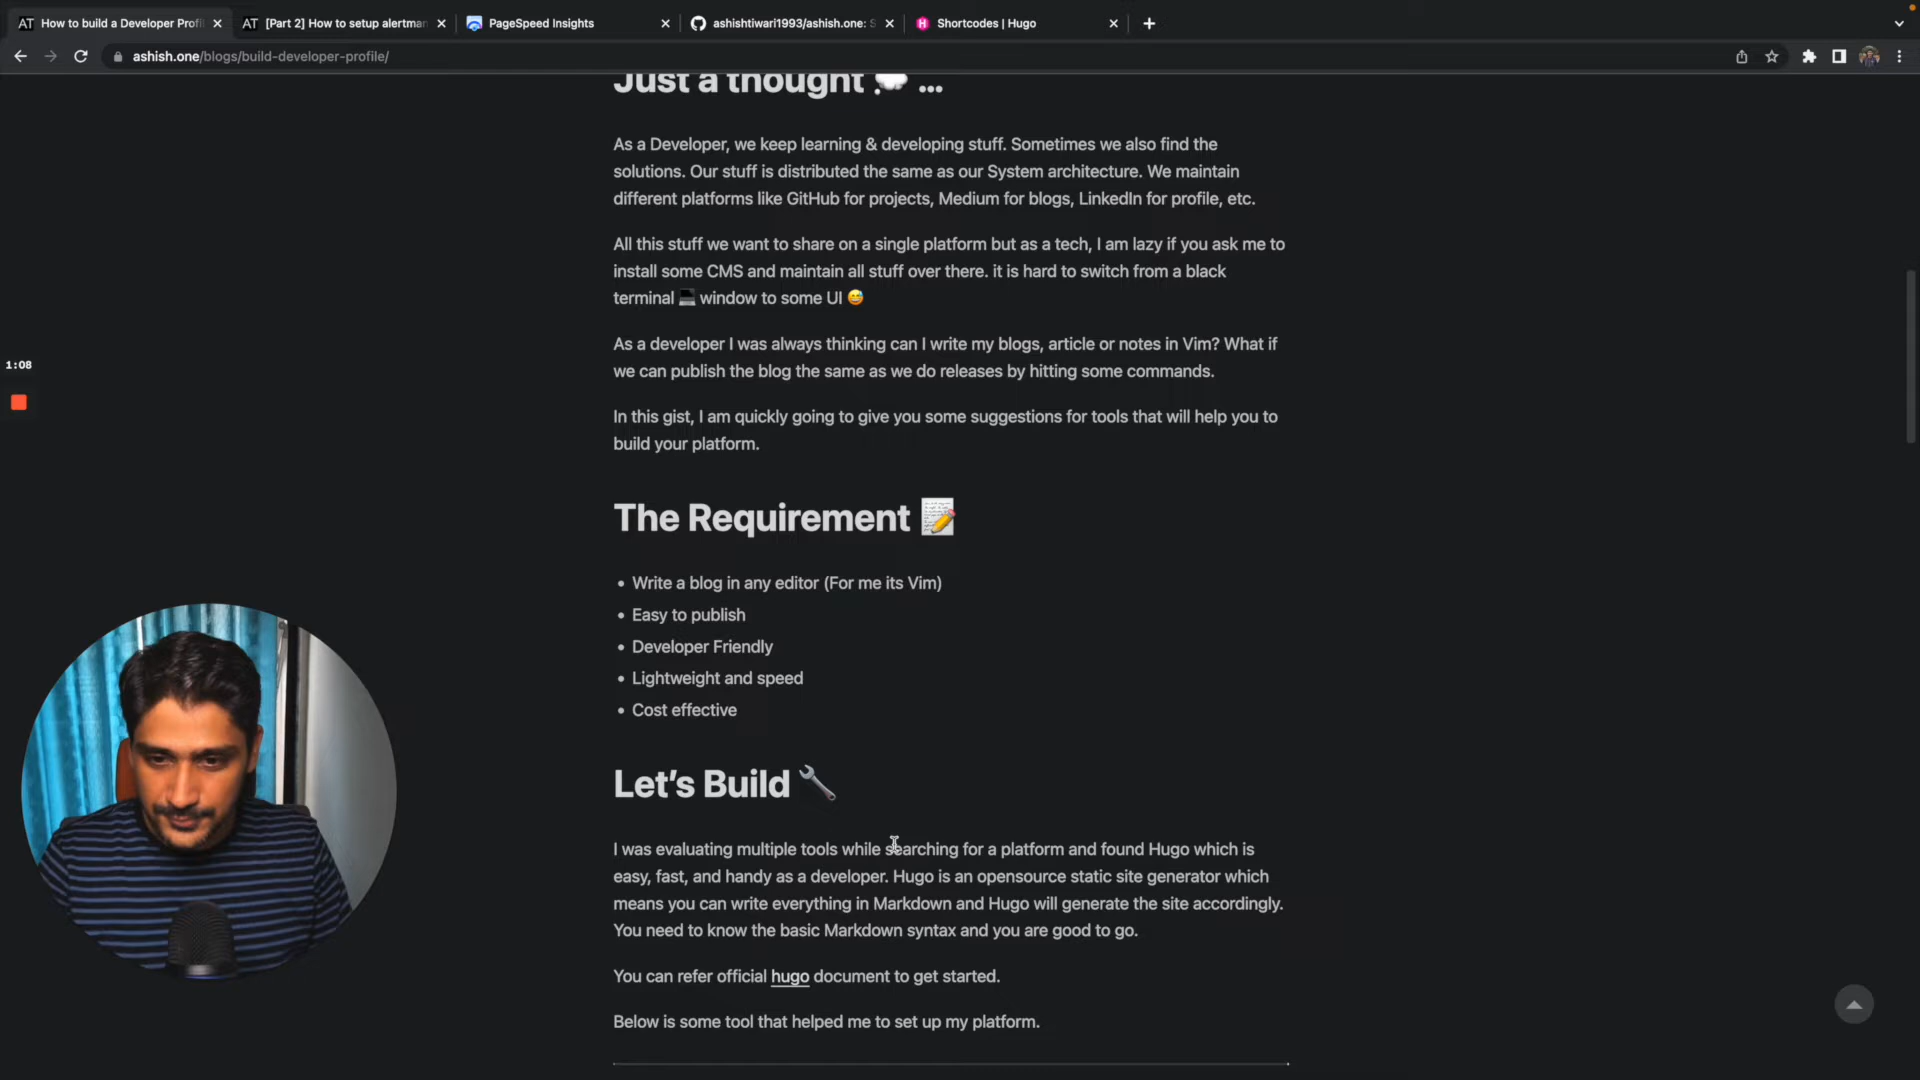 How to build a Developer Profi
[Part 2] How to setup alertman
PageSpeed Insights
ashishtiwari1993/ashish.one: S
Shortcodes | Hugo
ashish.one/blogs/build-developer-profile/
Just a thought 💭 ...
As a Developer, we keep learning & developing stuff. Sometimes we also find the
solutions. Our stuff is distributed the same as our System architecture. We maintain
different platforms like GitHub for projects, Medium for blogs, LinkedIn for profile, etc.
All this stuff we want to share on a single platform but as a tech, I am lazy if you ask me to
install some CMS and maintain all stuff over there. it is hard to switch from a black
terminal 💻 window to some UI 😅
As a developer I was always thinking can I write my blogs, article or notes in Vim? What if
we can publish the blog the same as we do releases by hitting some commands.
1:08
In this gist, I am quickly going to give you some suggestions for tools that will help you to
build your platform.
The Requirement 📝
• Write a blog in any editor (For me its Vim)
• Easy to publish
• Developer Friendly
• Lightweight and speed
• Cost effective
Let's Build 🔧
I was evaluating multiple tools while searching for a platform and found Hugo which is
easy, fast, and handy as a developer. Hugo is an opensource static site generator which
means you can write everything in Markdown and Hugo will generate the site accordingly.
You need to know the basic Markdown syntax and you are good to go.
You can refer official hugo document to get started.
Below is some tool that helped me to set up my platform.